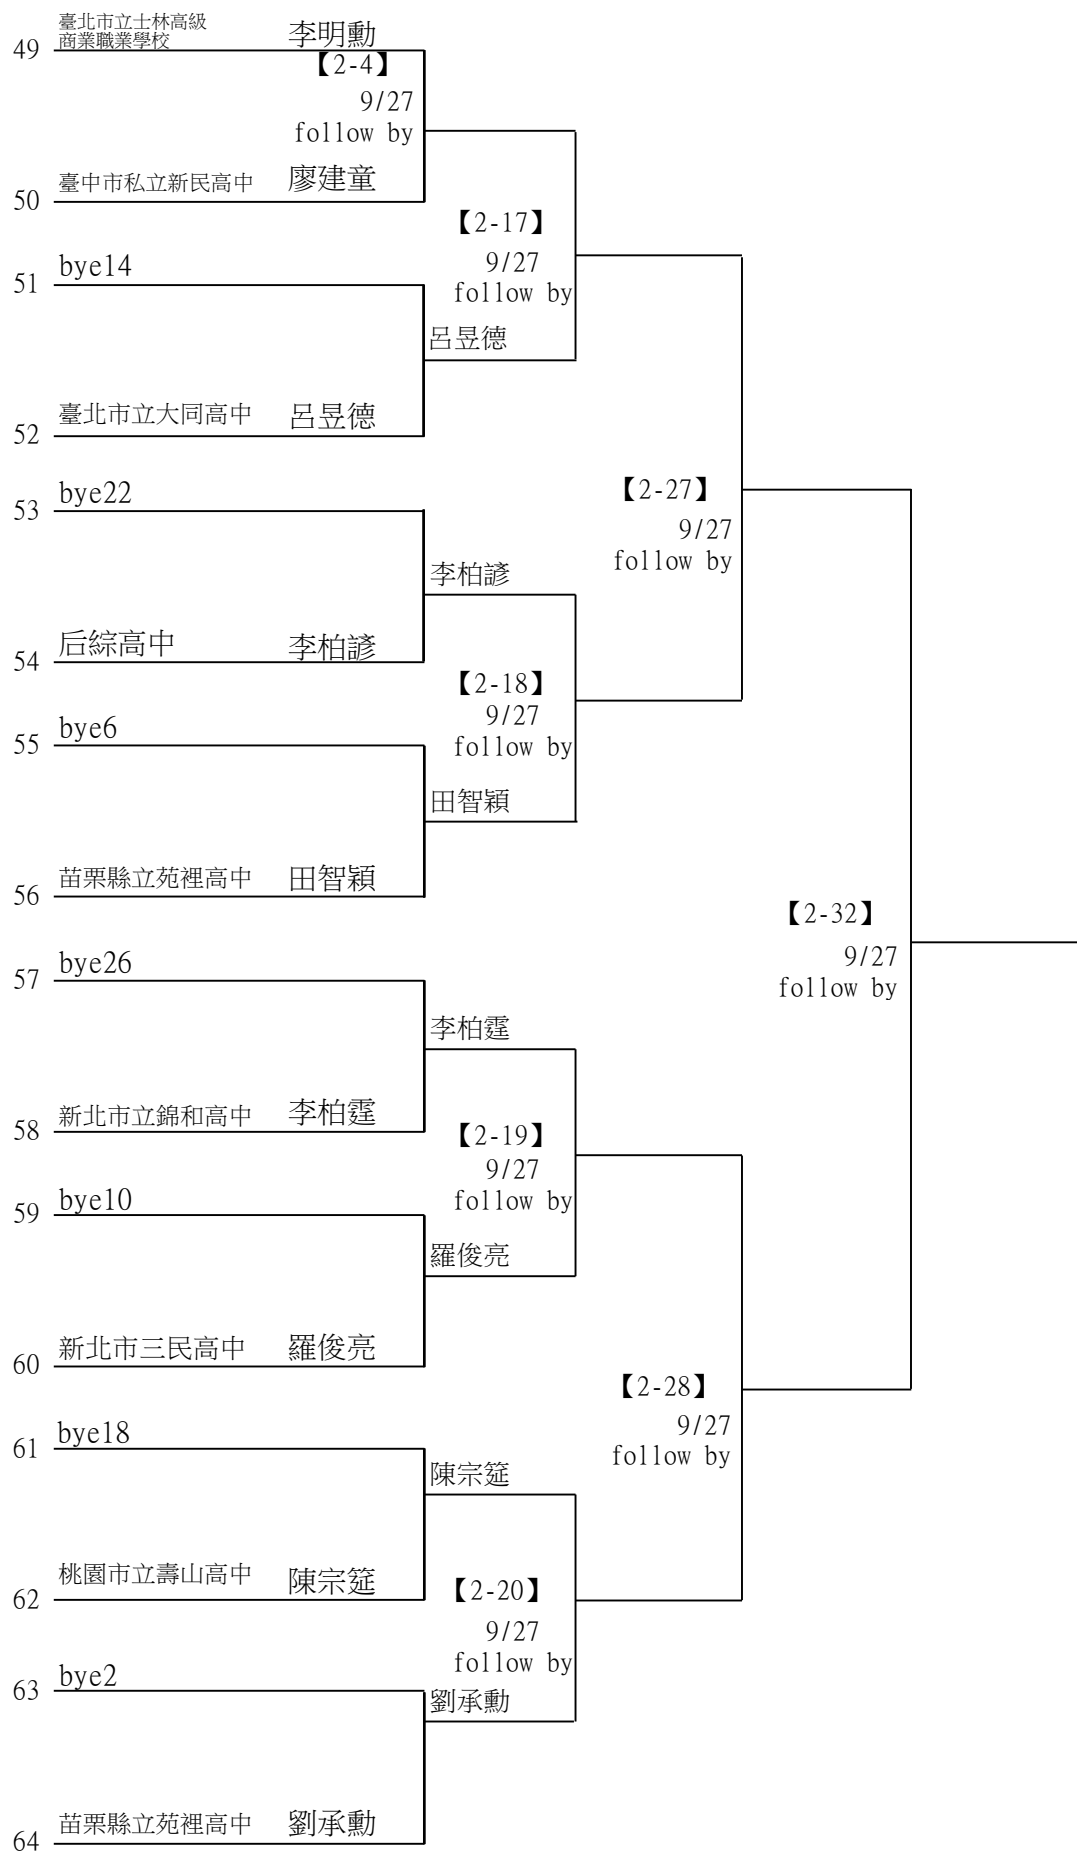 臺北市立士林高級
商業職業學校
49
李明勳
【2-4】
9/27
follow by
50
臺中市私立新民高中
廖建童
【2-17】
9/27
follow by
51
bye14
呂昱德
52
臺北市立大同高中
呂昱德
53
bye22
【2-27】
9/27
follow by
李柏諺
54
后綜高中
李柏諺
【2-18】
9/27
follow by
55
bye6
田智穎
56
苗栗縣立苑裡高中
田智穎
【2-32】
9/27
follow by
57
bye26
李柏霆
58
新北市立錦和高中
李柏霆
【2-19】
9/27
follow by
59
bye10
羅俊亮
60
新北市三民高中
羅俊亮
【2-28】
9/27
follow by
61
bye18
陳宗筵
62
桃園市立壽山高中
陳宗筵
【2-20】
9/27
follow by
63
bye2
劉承勳
64
苗栗縣立苑裡高中
劉承勳